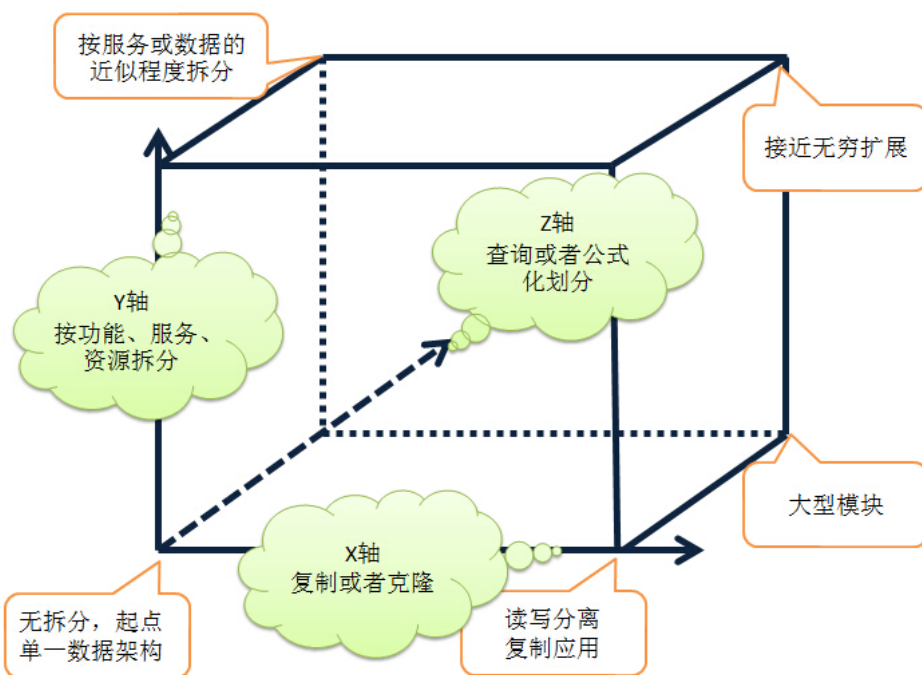 按服务或数据的
近似程度拆分
接近无穷扩展
Z轴
查询或者公式
化划分
Y轴
按功能、服务、
资源拆分
大型模块
X轴
复制或者克隆
无拆分，起点
单一数据架构
读写分离
复制应用